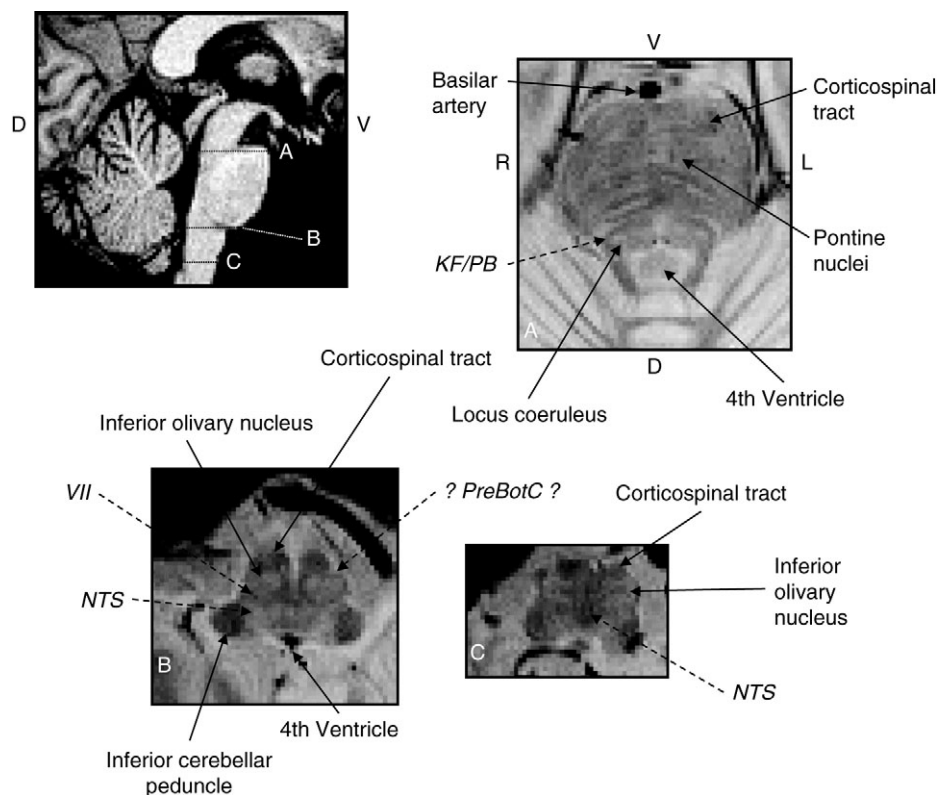 D
V
A
B
C
V
Basilar
artery
Corticospinal
tract
R
L
KF/PB
Pontine
nuclei
A
D
Locus coeruleus
4th Ventricle
Corticospinal tract
Inferior olivary nucleus
VII
? PreBotC ?
NTS
B
4th Ventricle
Inferior cerebellar
peduncle
Corticospinal tract
Inferior
olivary
nucleus
C
NTS